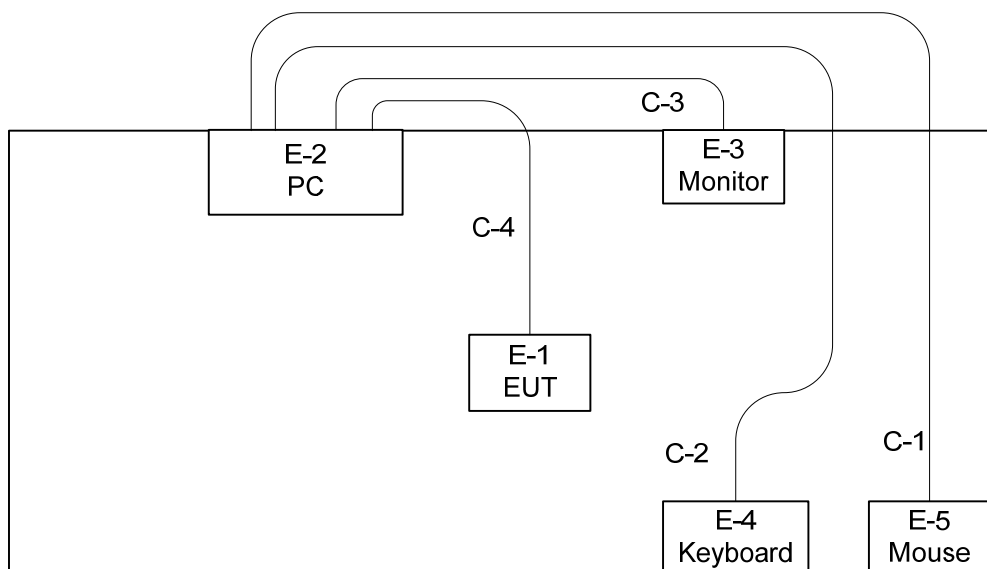 C-3
E-2
PC
E-3
Monitor
C-4
E-1
EUT
C-2
C-1
E-4
Keyboard
E-5
Mouse